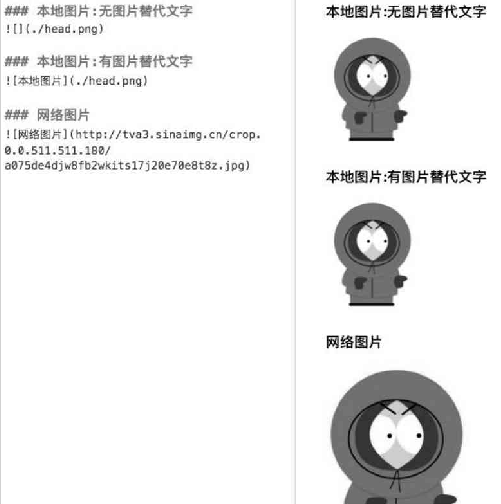 ### 本地图片:无图片替代文字
![](./head.png)
### 本地图片:有图片替代文字
![本地图片](./head.png)
### 网络图片
![网络图片](http://tva3.sinaimg.cn/crop.
0.0.511.511.180/
a075de4djw8fb2wkits17j20e70e8t8z.jpg)
本地图片:无图片替代文字
本地图片:有图片替代文字
网络图片